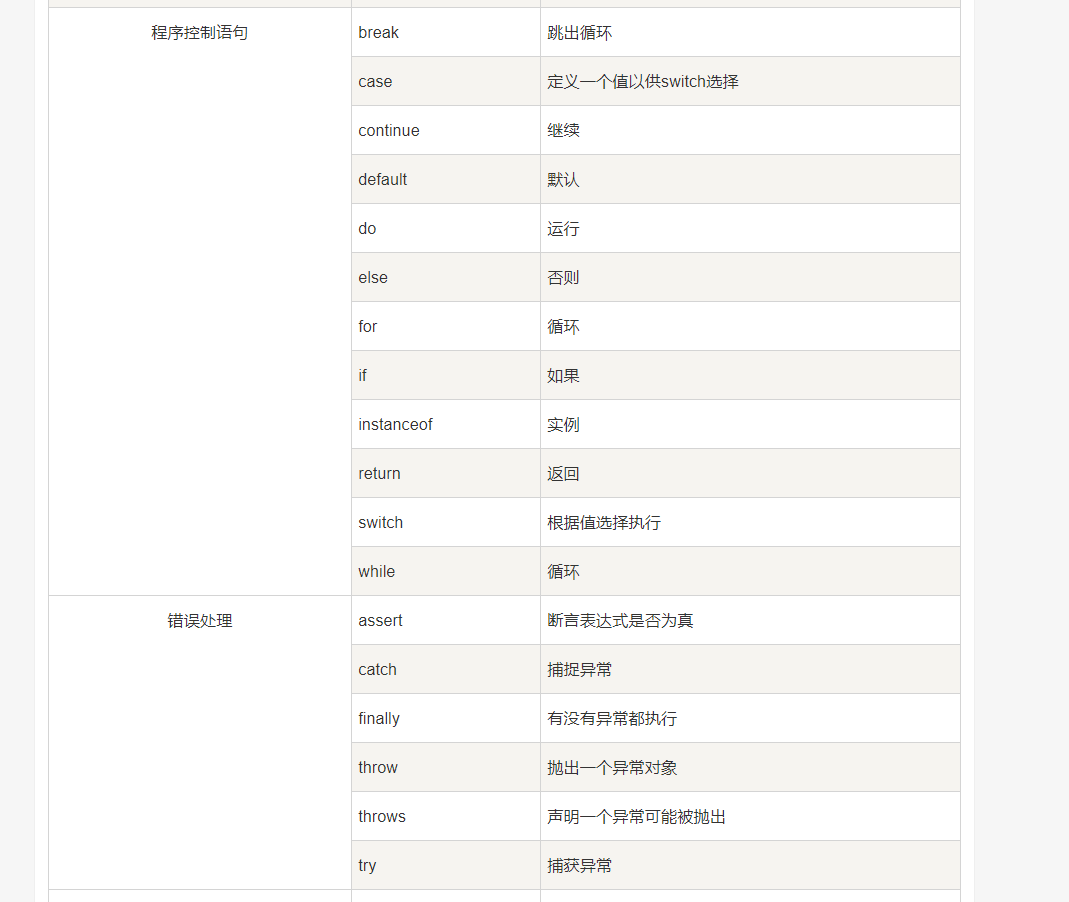 程序控制语句 break 跳出循环
case 定义一个值以供switch选择
continue 继续
default 默认
do 运行
else 否则
for 循环
if 如果
instanceof 实例
return 返回
switch 根据值选择执行
while 循环
错误处理 assert 断言表达式是否为真
catch 捕捉异常
finally 有没有异常都执行
throw 抛出一个异常对象
throws 声明一个异常可能被抛出
try 捕获异常